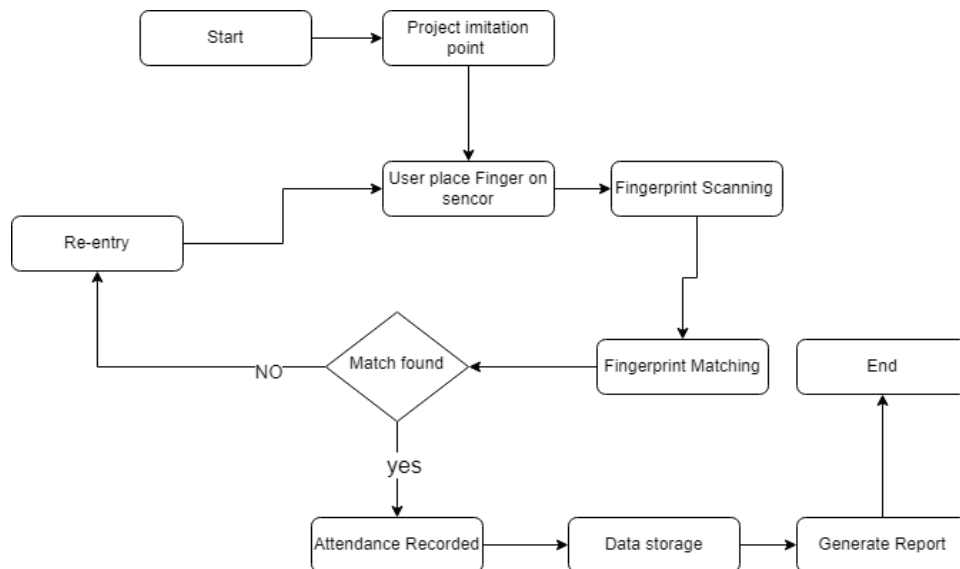 Start
Project imitation
point
User place Finger on
sencor
Fingerprint Scanning
Re-entry
Match found
Fingerprint Matching
End
NO
yes
Attendance Recorded
Data storage
Generate Report